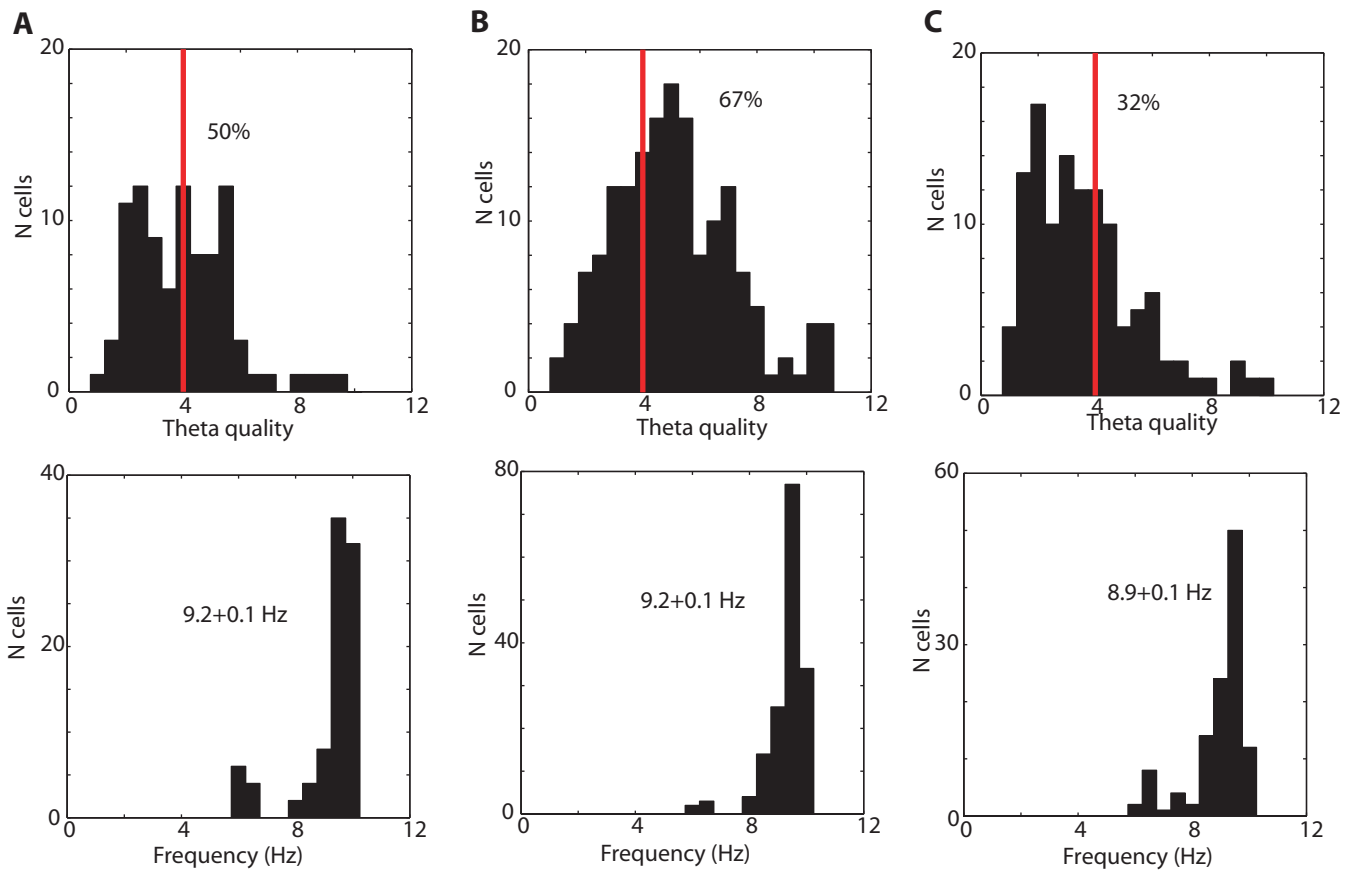 A
B
C
20
10
0
N cells
50%
0 4 8 12
Theta quality
20
10
0
N cells
67%
0 4 8 12
Theta quality
20
10
0
N cells
32%
0 4 8 12
Theta quality
40
20
0
N cells
9.2+0.1 Hz
0 4 8 12
Frequency (Hz)
80
40
0
N cells
9.2+0.1 Hz
0 4 8 12
Frequency (Hz)
60
30
0
N cells
8.9+0.1 Hz
0 4 8 12
Frequency (Hz)